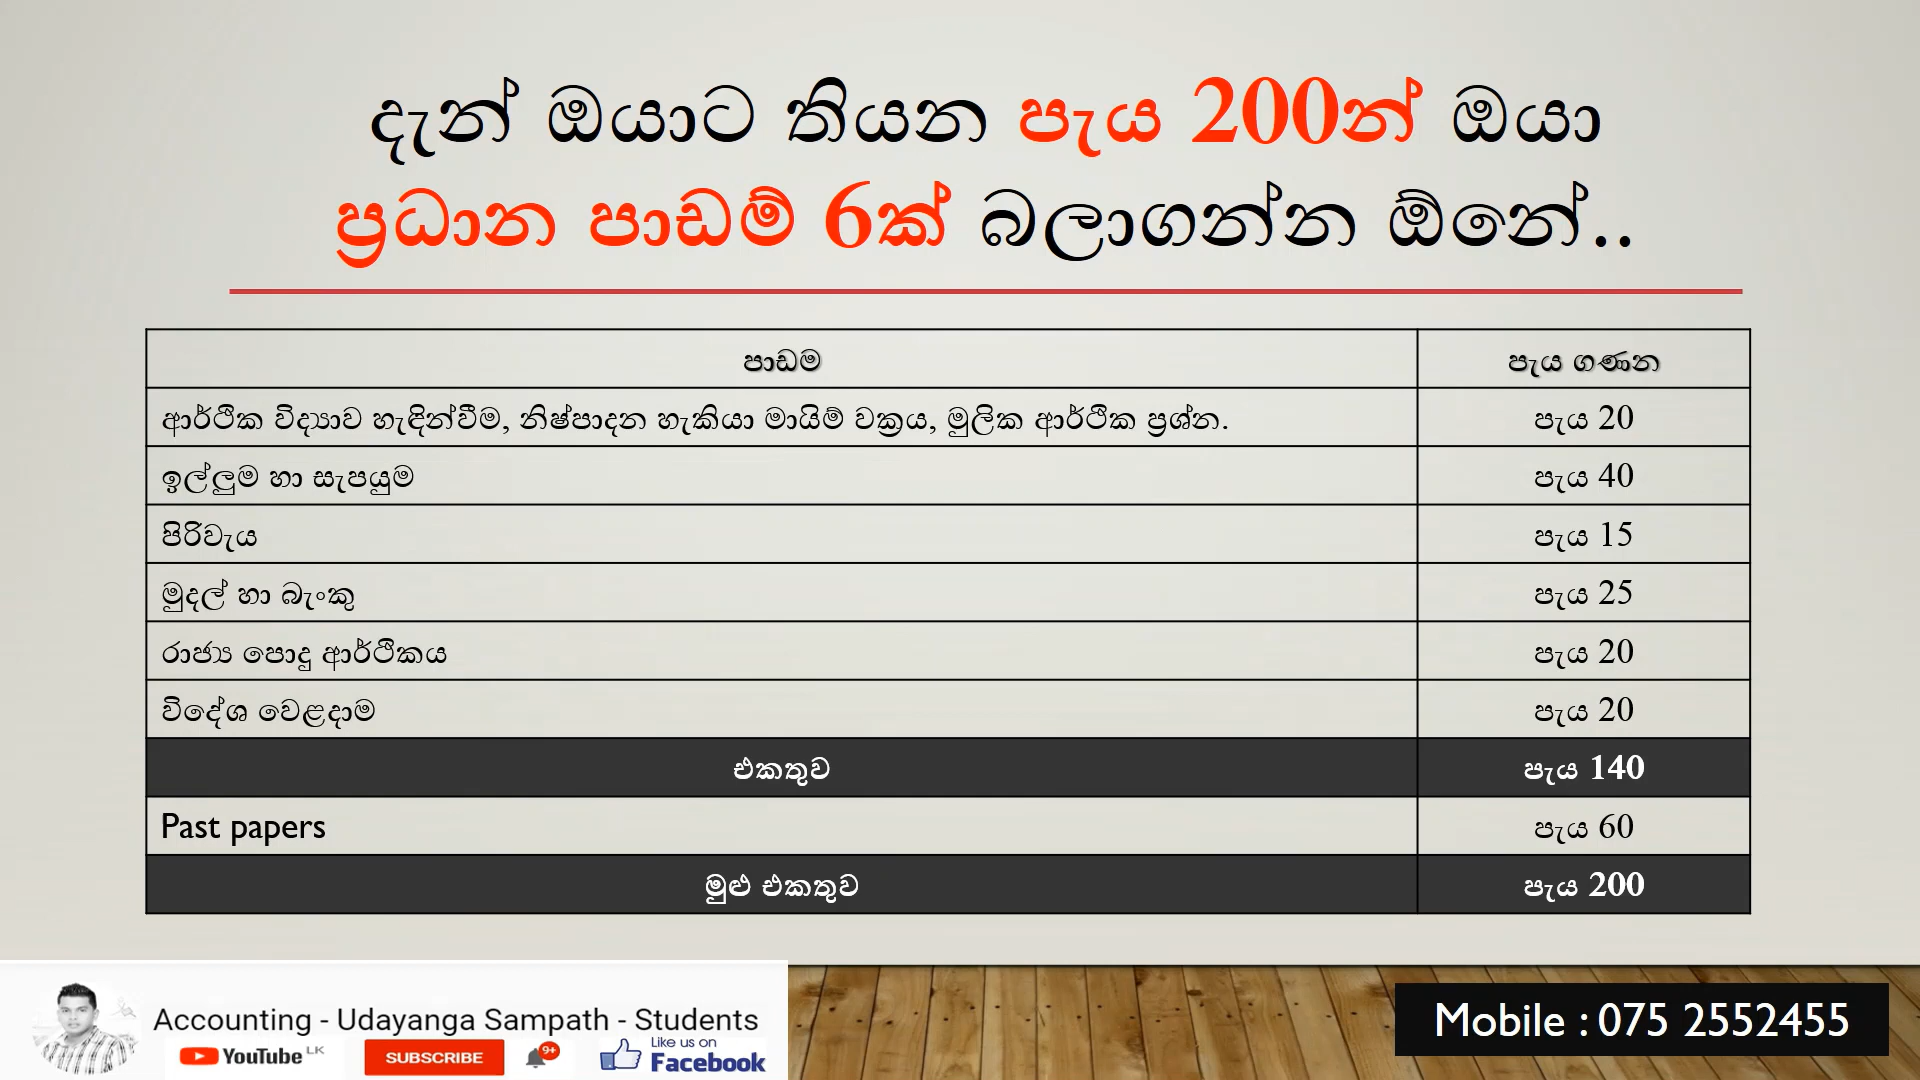 දැන් ඔයාට තියන පැය 200න් ඔයා
ප්‍රධාන පාඩම් 6ක් බලාගන්න ඕනේ..
පාඩම පැය ගණන
ආර්ථික විද්‍යාව හැඳින්වීම, නිෂ්පාදන හැකියා මායිම් වක්‍රය, මුලික ආර්ථික ප්‍රශ්න. පැය 20
ඉල්ලුම හා සැපයුම පැය 40
පිරිවැය පැය 15
මුදල් හා බැංකු පැය 25
රාජ්‍ය පොදු ආර්ථිකය පැය 20
විදේශ වෙළදාම පැය 20
එකතුව පැය 140
Past papers පැය 60
මුළු එකතුව පැය 200
Accounting - Udayanga Sampath - Students
YouTube LK SUBSCRIBE 9+ Like us on Facebook
Mobile : 075 2552455